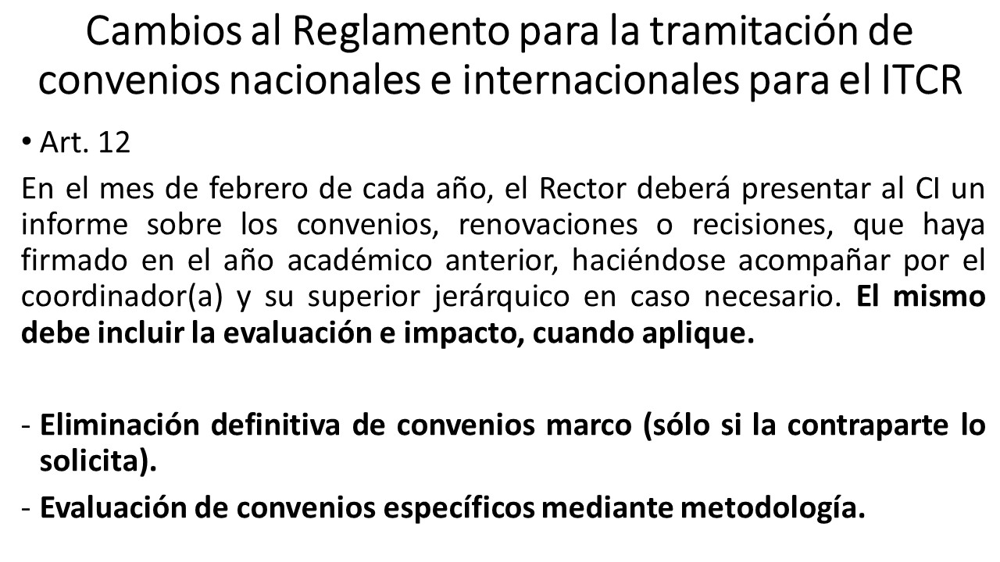 Cambios al Reglamento para la tramitación de
convenios nacionales e internacionales para el ITCR
• Art. 12
En el mes de febrero de cada año, el Rector deberá presentar al CI un
informe sobre los convenios, renovaciones o recisiones, que haya
firmado en el año académico anterior, haciéndose acompañar por el
coordinador(a) y su superior jerárquico en caso necesario. El mismo
debe incluir la evaluación e impacto, cuando aplique.
- Eliminación definitiva de convenios marco (sólo si la contraparte lo
solicita).
- Evaluación de convenios específicos mediante metodología.